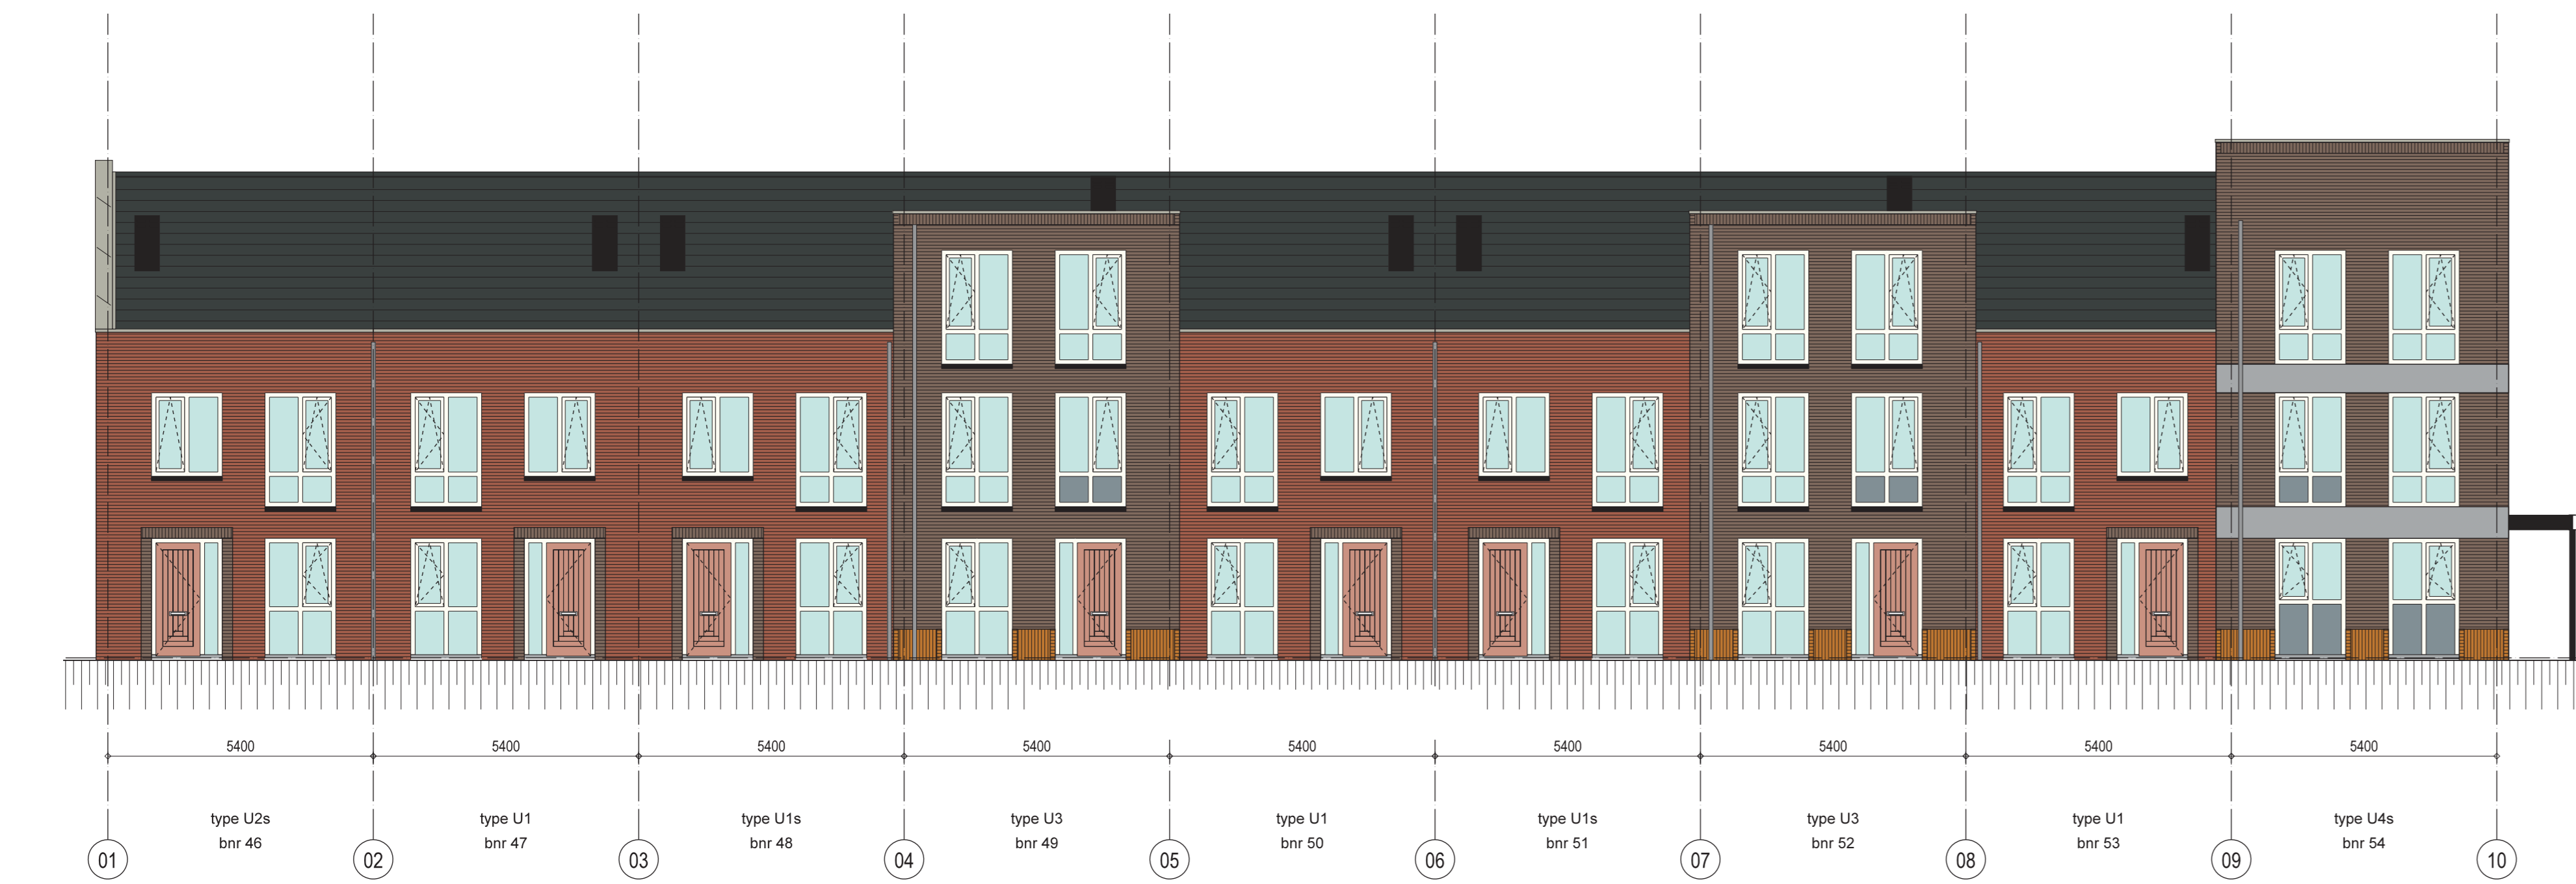 5400 5400 5400 5400 5400 5400 5400 5400 5400
type U2s type U1 type U1s type U3 type U1 type U1s type U3 type U1 type U4s
bnr 46 bnr 47 bnr 48 bnr 49 bnr 50 bnr 51 bnr 52 bnr 53 bnr 54
01 02 03 04 05 06 07 08 09 10